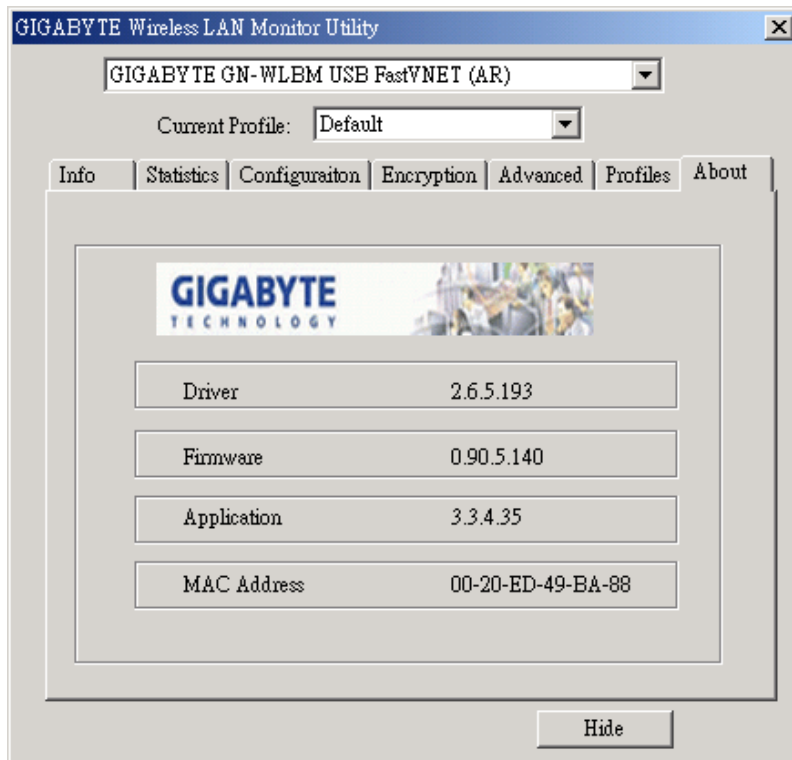 GIGABYTE Wireless LAN Monitor Utility
GIGABYTE GN-WLBM USB FastVNET (AR)
Current Profile: Default
Info Statistics Configuraiton Encryption Advanced Profiles About
GIGABYTE
TECHNOLOGY
Driver 2.6.5.193
Firmware 0.90.5.140
Application 3.3.4.35
MAC Address 00-20-ED-49-BA-88
Hide